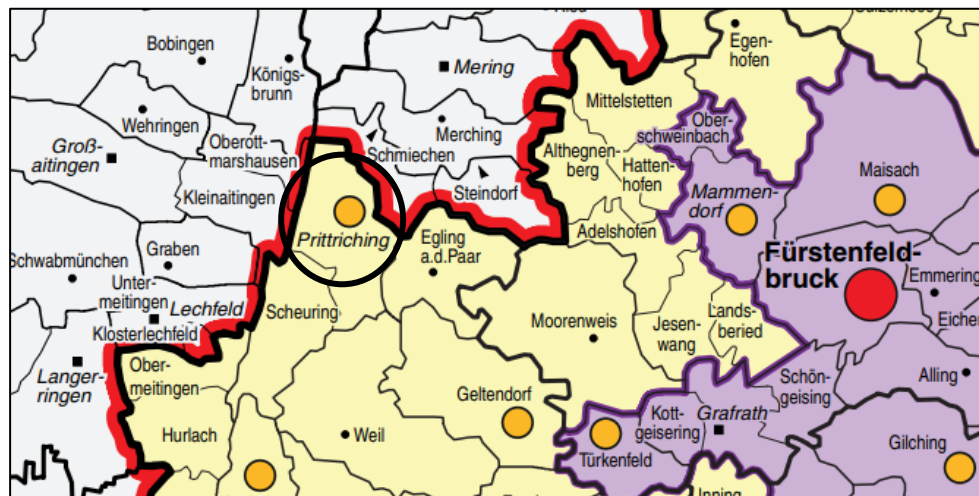 Bobingen
Königs-
brunn
Mering
Egen-
hofen
Wehringen
Merching
Mittelstetten
Ober-
schweinbach
Groß-
aitingen
Oberott-
marshausen
Schmiechen
Althegnen-
berg
Hatten-
hofen
Maisach
Kleinaitingen
Steindorf
Mammen-
dorf
Prittriching
Egling
a.d.Paar
Adelshofen
Fürstenfeld-
bruck
Graben
Schwabmünchen
Emmering
Unter-
meitingen
Lechfeld
Scheuring
Klosterlechfeld
Moorenweis
Jesen-
wang
Lands-
beried
Eichen
Ober-
meitingen
Langer-
ringen
Schön-
geising
Alling
Geltendorf
Kott-
geisering
Grafrath
Hurlach
Weil
Türkenfeld
Gilching
Inning